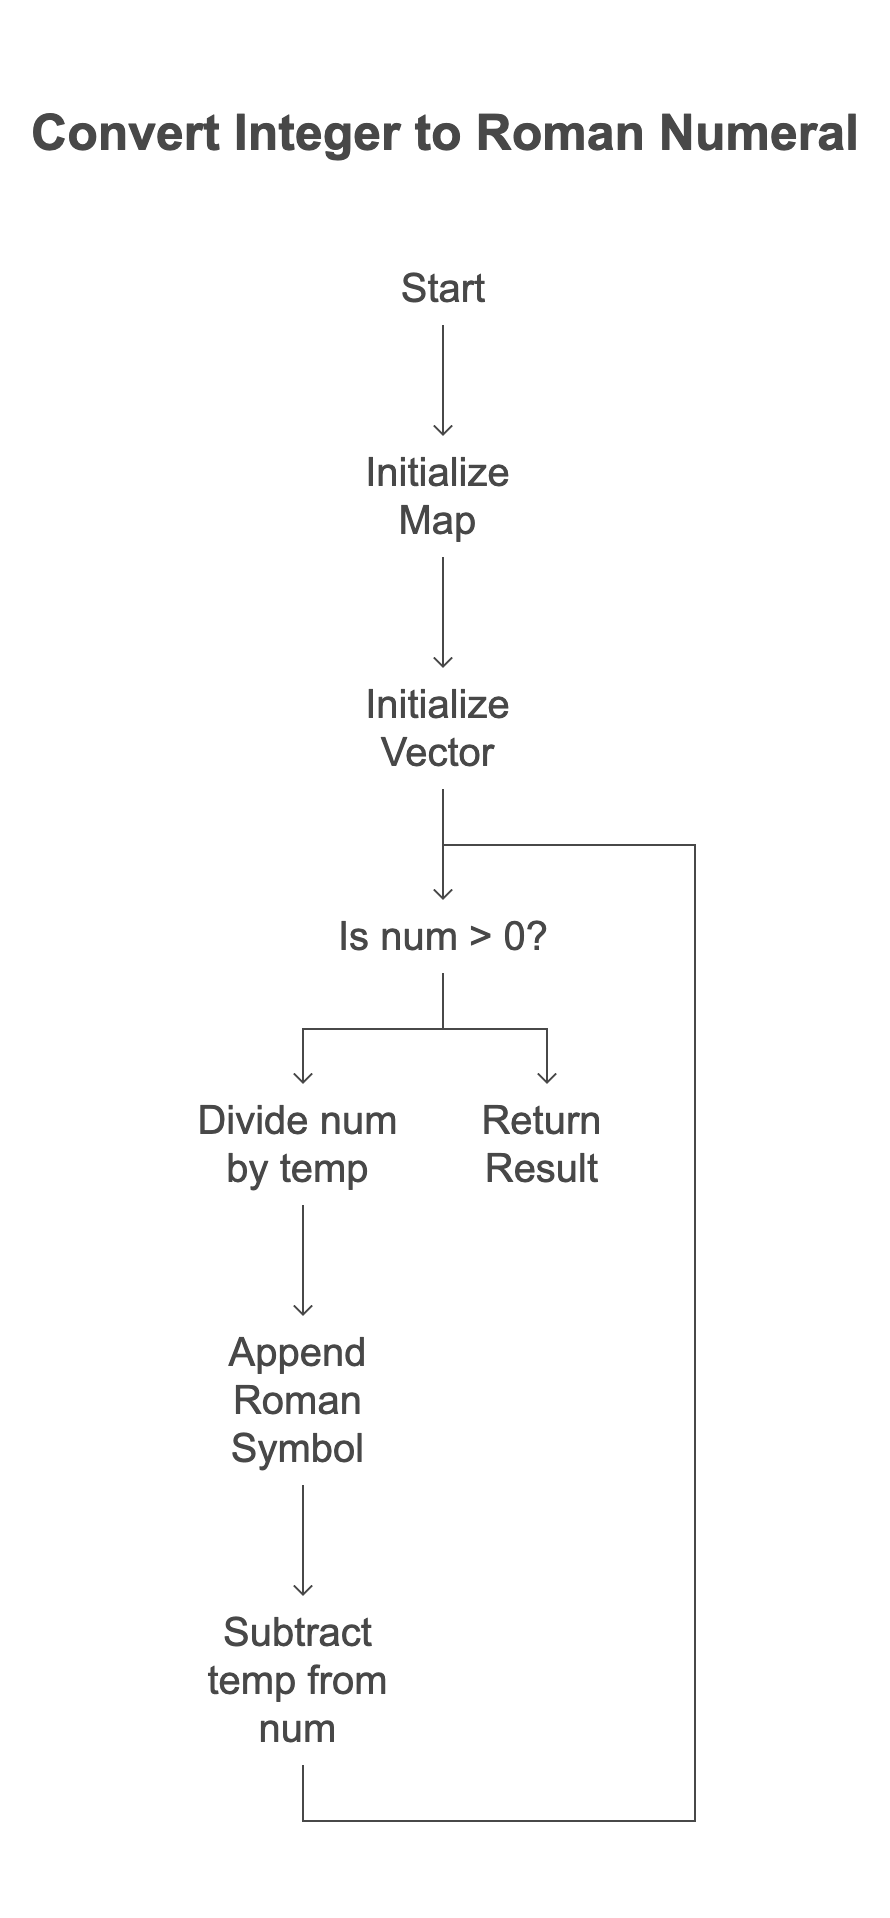 Convert Integer to Roman Numeral
Start
Initialize
Map
Initialize
Vector
Is num > 0?
Divide num
by temp
Return
Result
Append
Roman
Symbol
Subtract
temp from
num